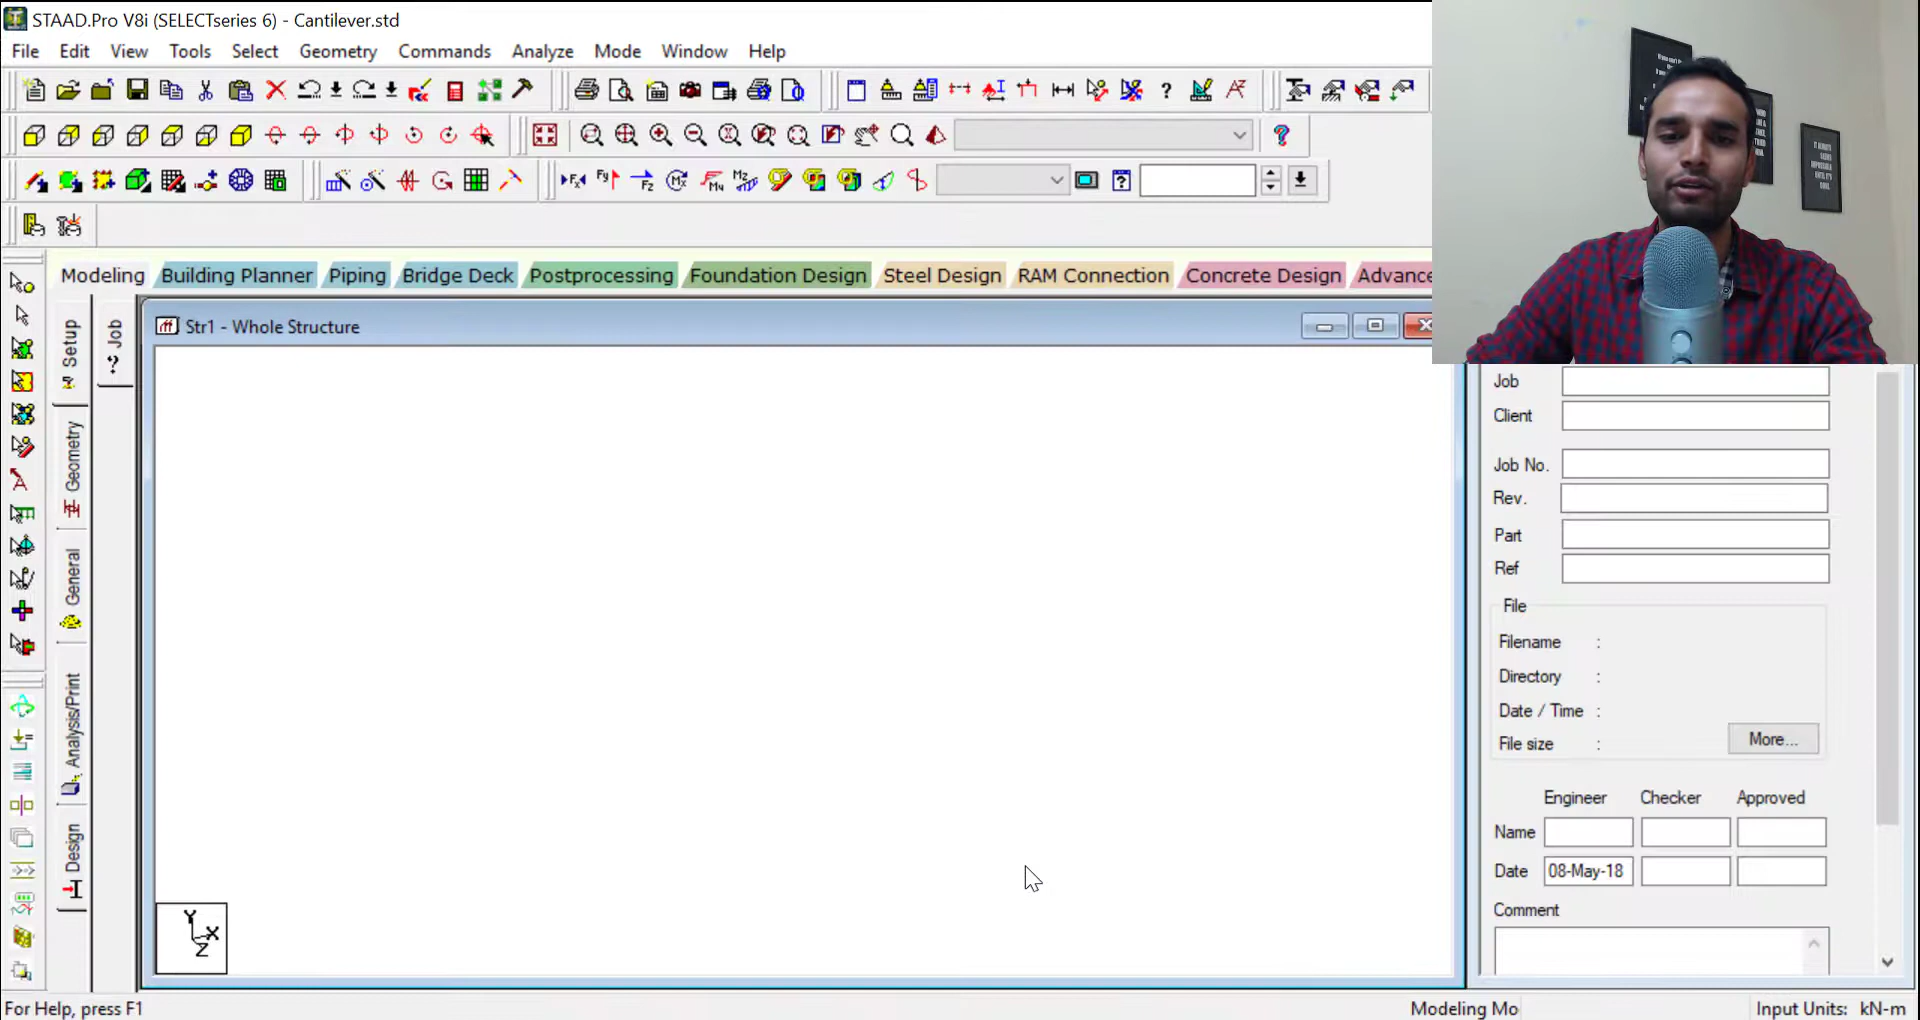 STAAD.Pro V8i (SELECTseries 6) - Cantilever.std
File Edit View Tools Select Geometry Commands Analyze Mode Window Help
Modeling Building Planner Piping Bridge Deck Postprocessing Foundation Design Steel Design RAM Connection Concrete Design Advance
Setup
Geometry
General
Analysis/Print
Design
Job
Str1 - Whole Structure
Y
X
Z
Job
Client
Job No.
Rev.
Part
Ref
File
Filename :
Directory :
Date / Time :
File size :
More...
Engineer Checker Approved
Name
Date 08-May-18
Comment
For Help, press F1
Modeling Mo
Input Units: kN-m